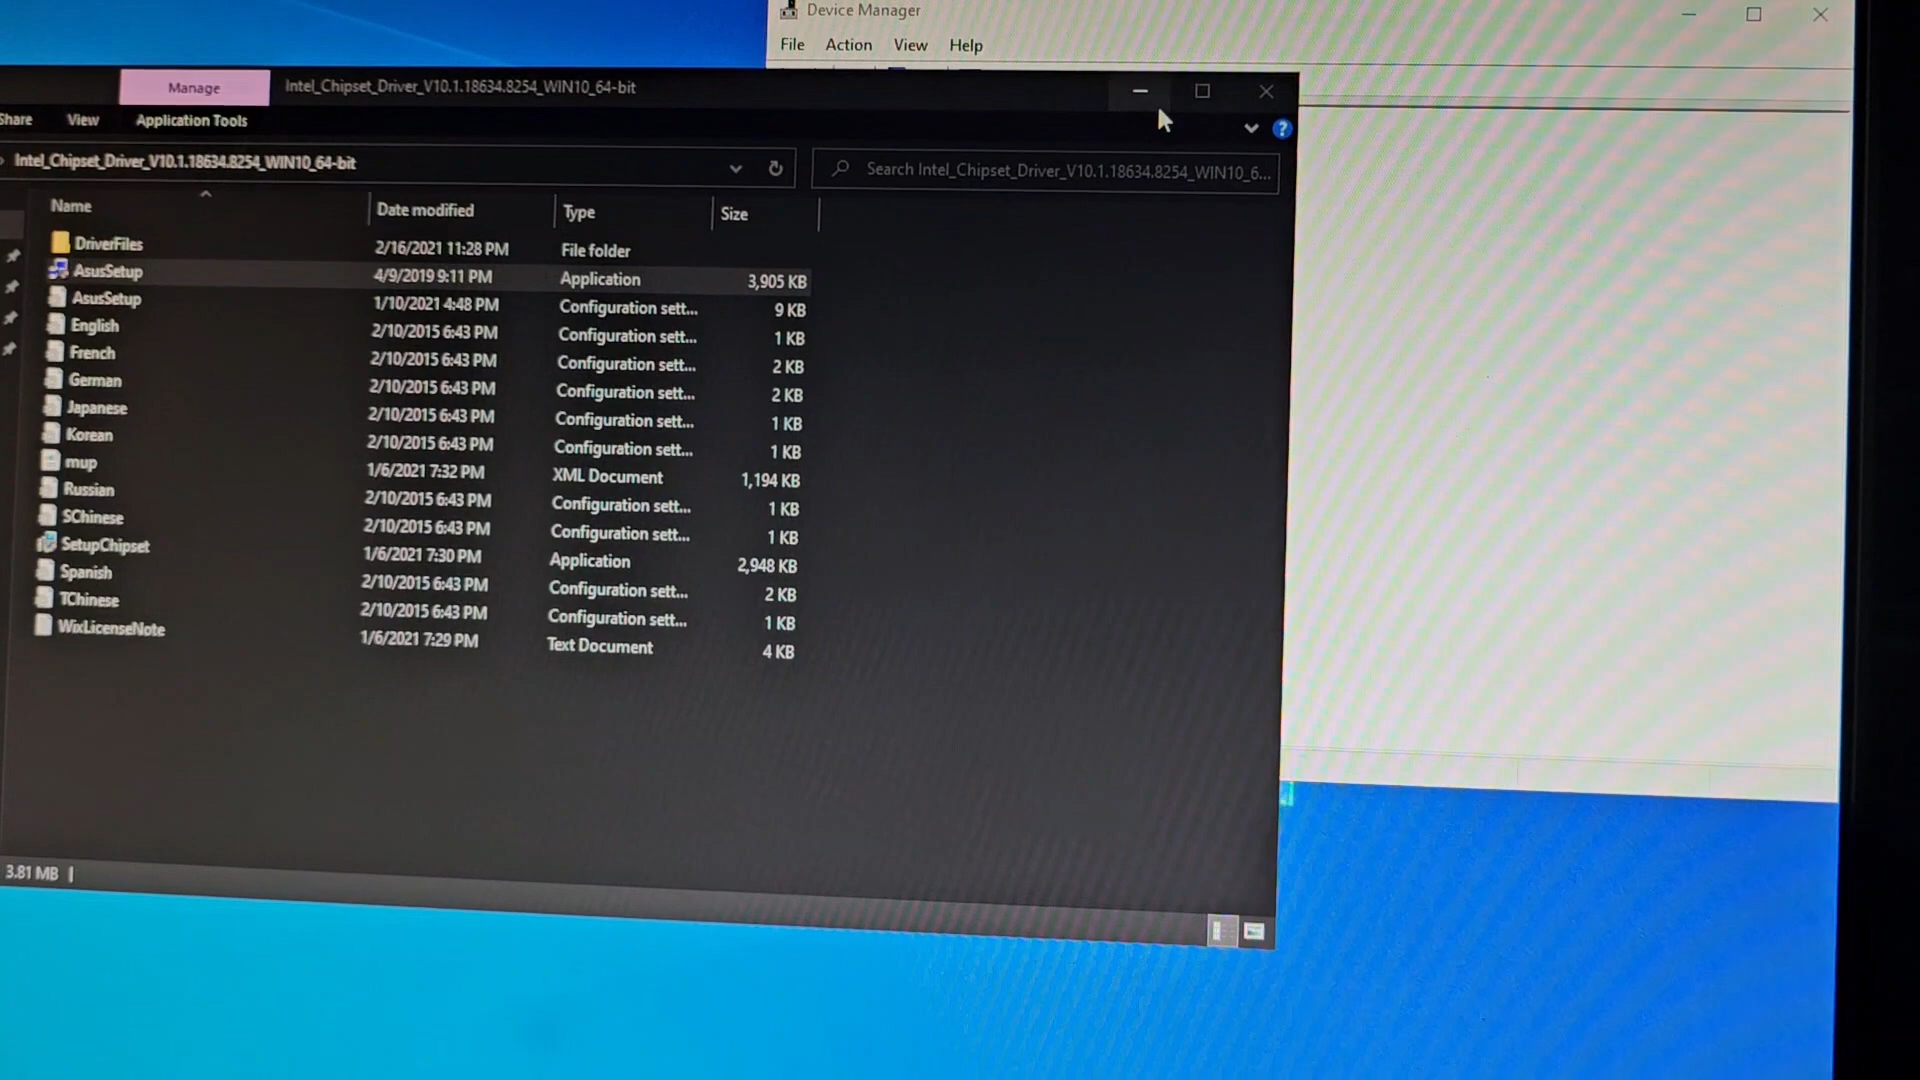 Device Manager
File Action View Help
Manage Intel_Chipset_Driver_V10.1.18634.8254_WIN10_64-bit
Share View Application Tools
Intel_Chipset_Driver_V10.1.18634.8254_WIN10_64-bit
Search Intel_Chipset_Driver_V10.1.18634.8254_WIN10_6...
Name Date modified Type Size
DriverFiles 2/16/2021 11:28 PM File folder
AsusSetup 4/9/2019 9:11 PM Application 3,905 KB
AsusSetup 1/10/2021 4:48 PM Configuration sett... 9 KB
English 2/10/2015 6:43 PM Configuration sett... 1 KB
French 2/10/2015 6:43 PM Configuration sett... 2 KB
German 2/10/2015 6:43 PM Configuration sett... 2 KB
Japanese 2/10/2015 6:43 PM Configuration sett... 1 KB
Korean 2/10/2015 6:43 PM Configuration sett... 1 KB
mup 1/6/2021 7:32 PM XML Document 1,194 KB
Russian 2/10/2015 6:43 PM Configuration sett... 1 KB
SChinese 2/10/2015 6:43 PM Configuration sett... 1 KB
SetupChipset 1/6/2021 7:30 PM Application 2,948 KB
Spanish 2/10/2015 6:43 PM Configuration sett... 2 KB
TChinese 2/10/2015 6:43 PM Configuration sett... 1 KB
WixLicenseNote 1/6/2021 7:29 PM Text Document 4 KB
3.81 MB